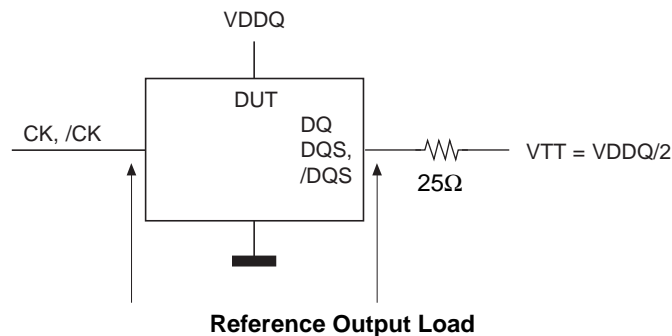 VDDQ
DUT
CK, /CK
DQ
DQS,
/DQS
VTT = VDDQ/2
25Ω
Reference Output Load